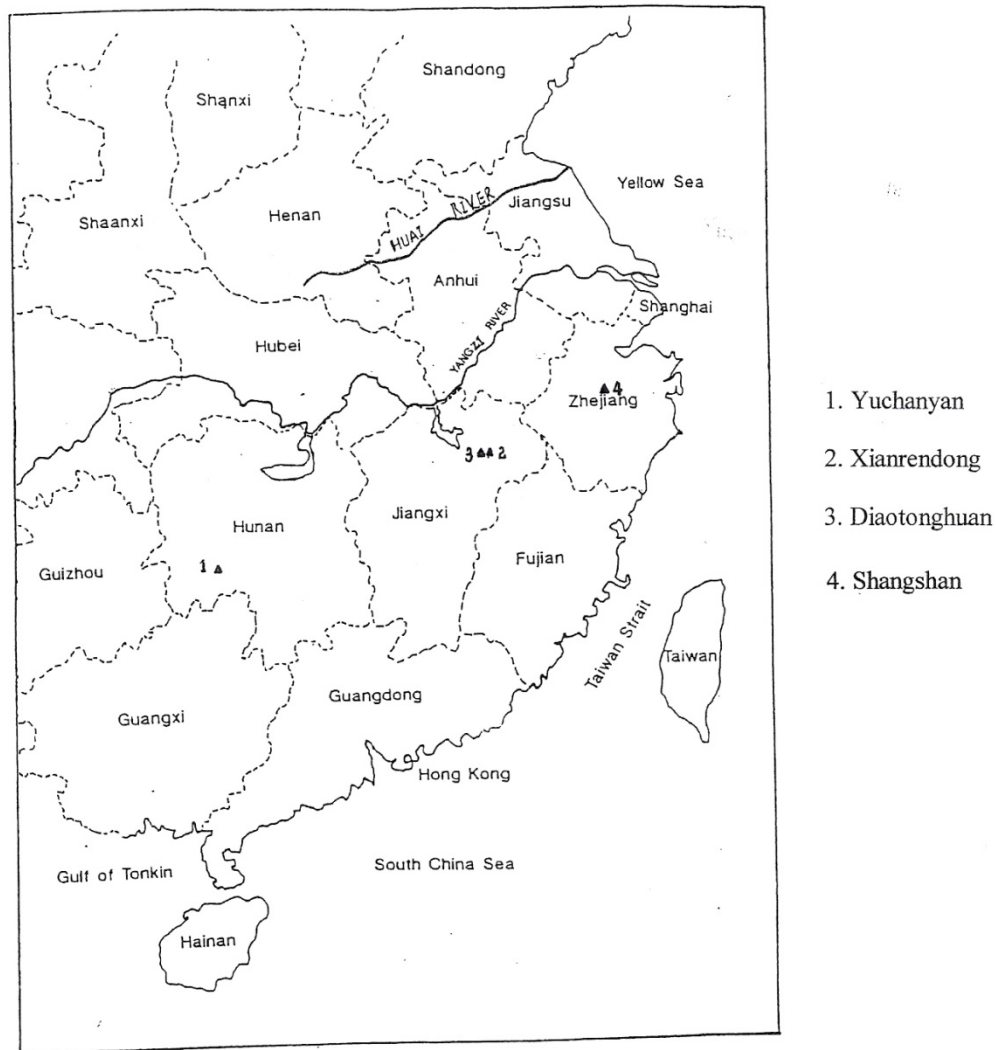 Shandong
Shanxi
Yellow Sea
Jiangsu
HUAI RIVER
Henan
Shaanxi
Anhui
Shanghai
YANGZI RIVER
Hubei
4
Zhejiang
3 2
Hunan
Jiangxi
Fujian
1
Guizhou
Taiwan Strait
Taiwan
Guangdong
Guangxi
Hong Kong
Gulf of Tonkin
South China Sea
Hainan
1. Yuchanyan
2. Xianrendong
3. Diaotonghuan
4. Shangshan